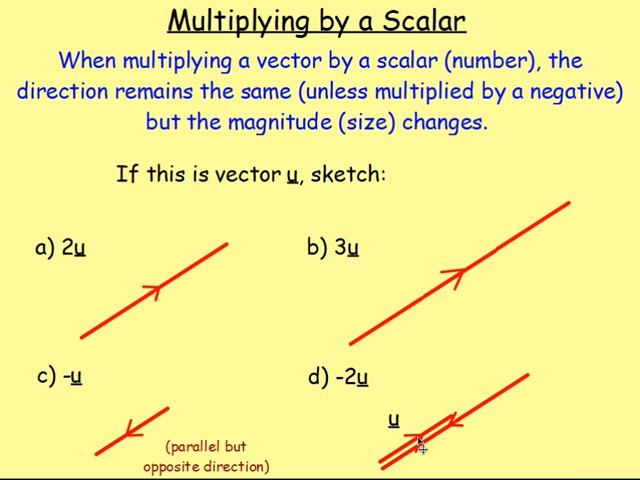 Multiplying by a Scalar
When multiplying a vector by a scalar (number), the
direction remains the same (unless multiplied by a negative)
but the magnitude (size) changes.
If this is vector u, sketch:
a) 2u
b) 3u
c) -u
d) -2u
u
(parallel but
opposite direction)